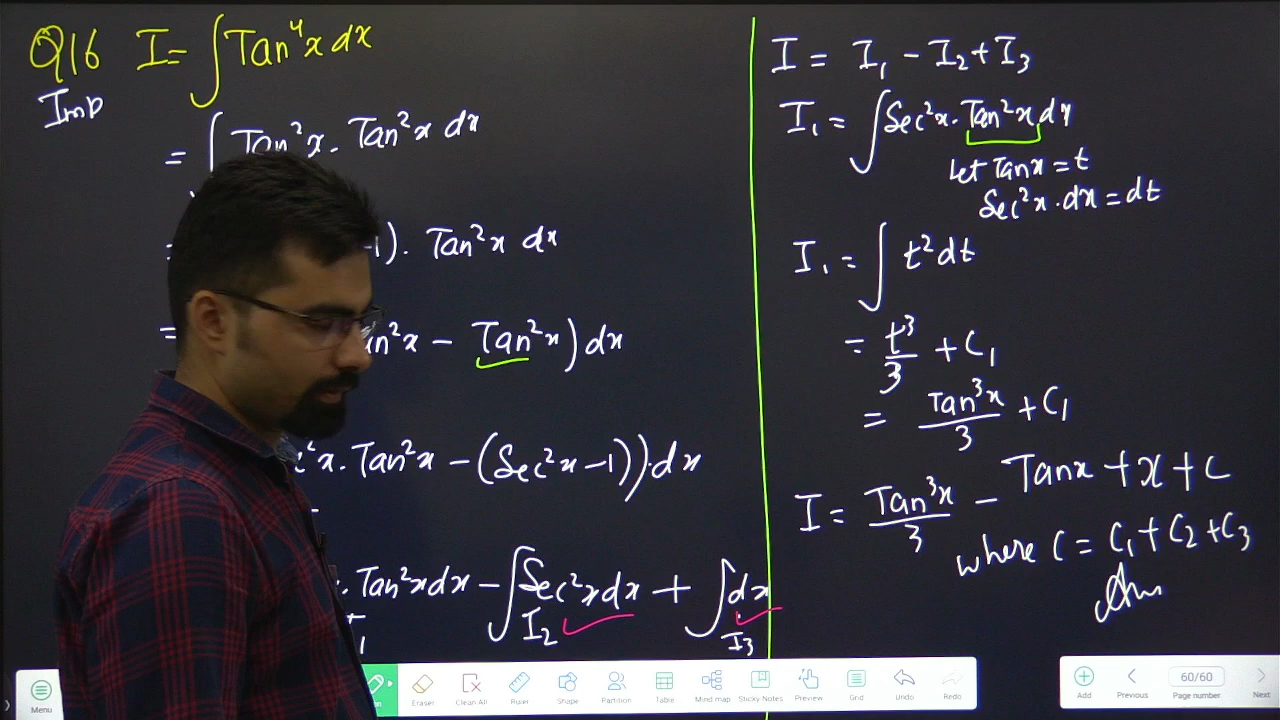 Q16 I = ∫Tan⁴x dx
Imp
= ∫ Tan²x . Tan²x dx
-1) . Tan²x dx
= an²x - Tan²x) dx
c²x . Tan²x - (Sec²x-1)) . dx
. Tan²x dx - ∫Sec²x dx + ∫dx
I₂ I₃
I = I₁ - I₂ + I₃
I₁ = ∫Sec²x . Tan²x dx
let Tanx = t
Sec²x . dx = dt
I₁ = ∫ t² dt
= t³/3 + C₁
= Tan³x/3 + C₁
I = Tan³x/3 - Tanx + x + C
where C = C₁ + C₂ + C₃
Ans
Menu Eraser Clean All Ruler Shape Partition Table Mind map Sticky Notes Preview Grid Undo Redo Add Previous 60/60 Page number Next